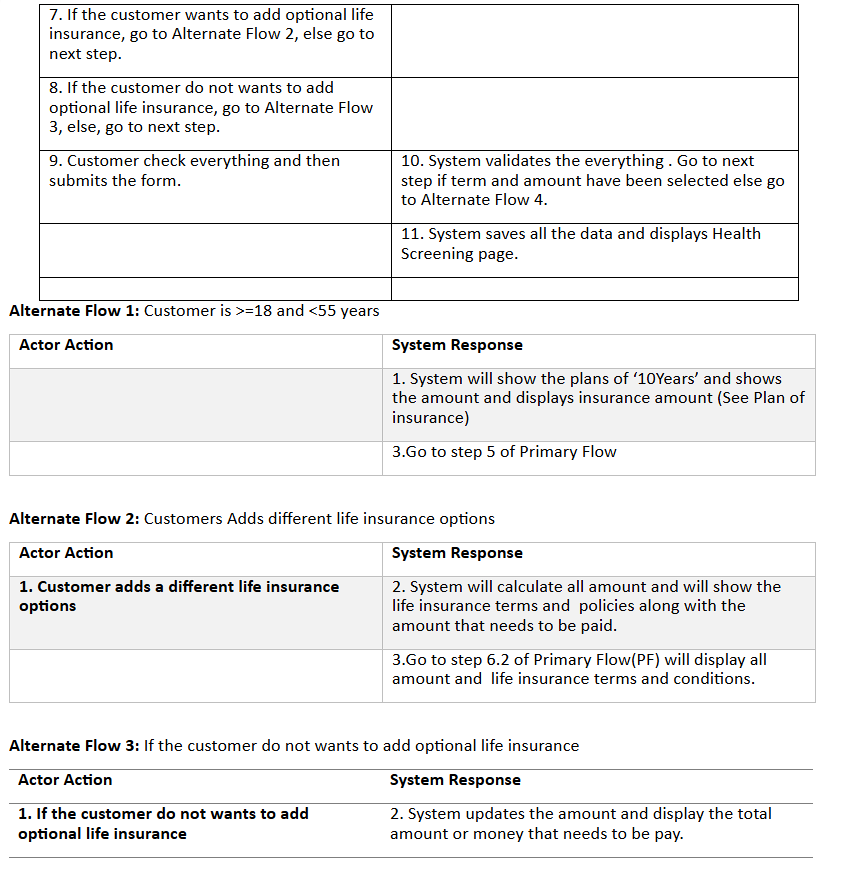 7. If the customer wants to add optional life
insurance, go to Alternate Flow 2, else go to
next step.
8. If the customer do not wants to add
optional life insurance, go to Alternate Flow
3, else, go to next step.
9. Customer check everything and then
submits the form.
10. System validates the everything . Go to next
step if term and amount have been selected else go
to Alternate Flow 4.
11. System saves all the data and displays Health
Screening page.
Alternate Flow 1: Customer is >=18 and <55 years
Actor Action
System Response
1. System will show the plans of ‘10Years’ and shows
the amount and displays insurance amount (See Plan of
insurance)
3.Go to step 5 of Primary Flow
Alternate Flow 2: Customers Adds different life insurance options
Actor Action
System Response
1. Customer adds a different life insurance
options
2. System will calculate all amount and will show the
life insurance terms and  policies along with the
amount that needs to be paid.
3.Go to step 6.2 of Primary Flow(PF) will display all
amount and  life insurance terms and conditions.
Alternate Flow 3: If the customer do not wants to add optional life insurance
Actor Action
System Response
1. If the customer do not wants to add
optional life insurance
2. System updates the amount and display the total
amount or money that needs to be pay.